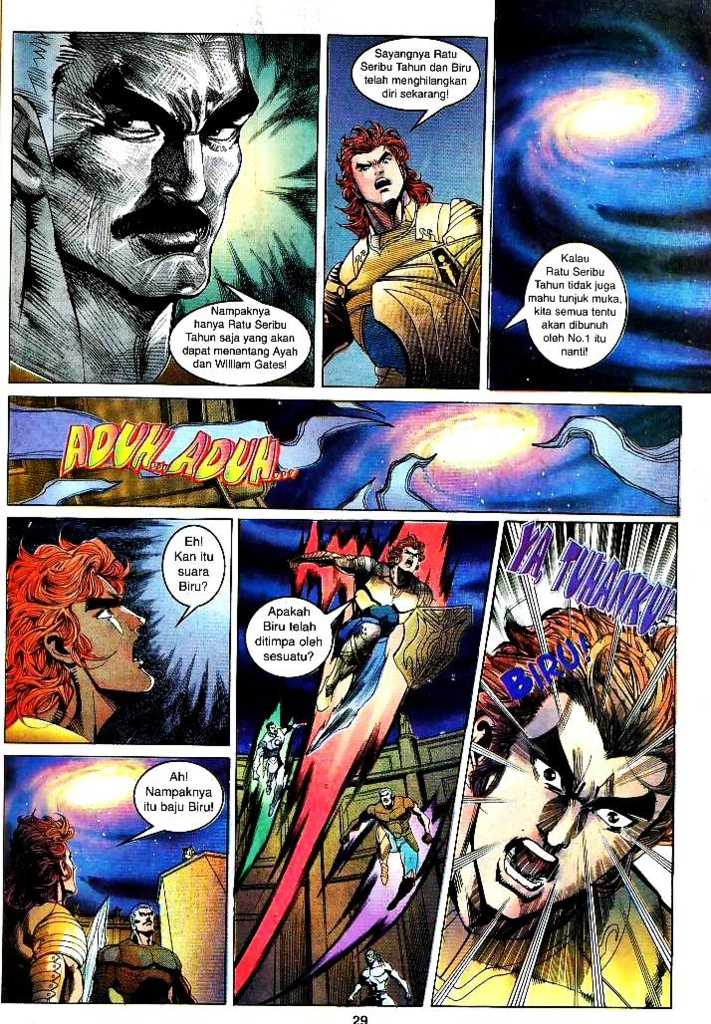 Nampaknya
hanya Ratu Seribu
Tahun saja yang akan
dapat menentang Ayah
dan William Gates!
Sayangnya Ratu
Seribu Tahun dan Biru
telah menghilangkan
diri sekarang!
Kalau
Ratu Seribu
Tahun tidak juga
mahu tunjuk muka,
kita semua tentu
akan dibunuh
oleh No.1 itu
nanti!
ADUH... ADUH...
Eh!
Kan itu
suara
Biru?
Apakah
Biru telah
ditimpa oleh
sesuatu?
YA, TUHANKU!
BIRU!
Ah!
Nampaknya
itu baju Biru!
29